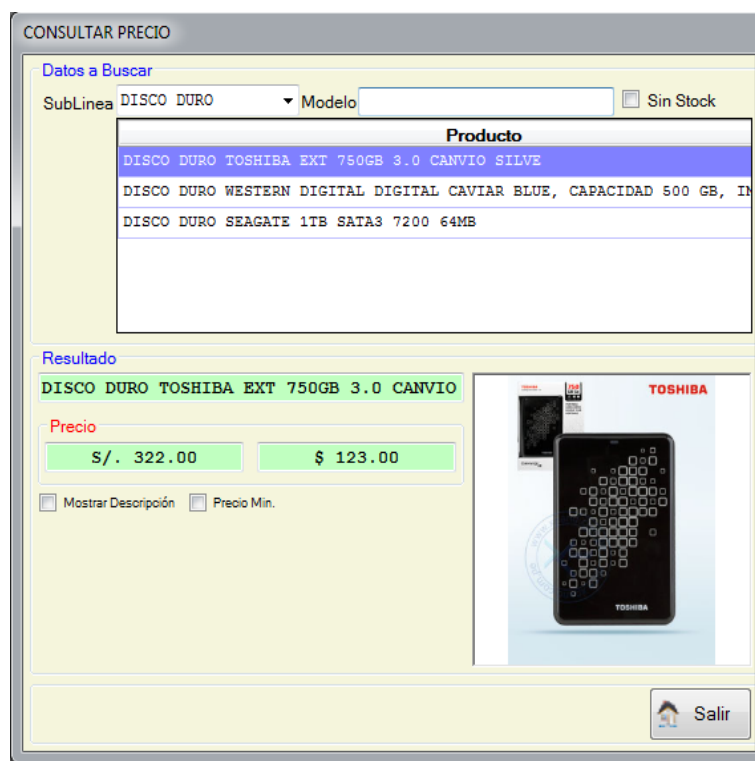 CONSULTAR PRECIO
Datos a Buscar
SubLinea DISCO DURO Modelo Sin Stock
Producto
DISCO DURO TOSHIBA EXT 750GB 3.0 CANVIO SILVE
DISCO DURO WESTERN DIGITAL DIGITAL CAVIAR BLUE, CAPACIDAD 500 GB, IN
DISCO DURO SEAGATE 1TB SATA3 7200 64MB
Resultado
DISCO DURO TOSHIBA EXT 750GB 3.0 CANVIO
TOSHIBA
Precio
S/. 322.00 $ 123.00
Mostrar Descripción Precio Min.
TOSHIBA
Salir